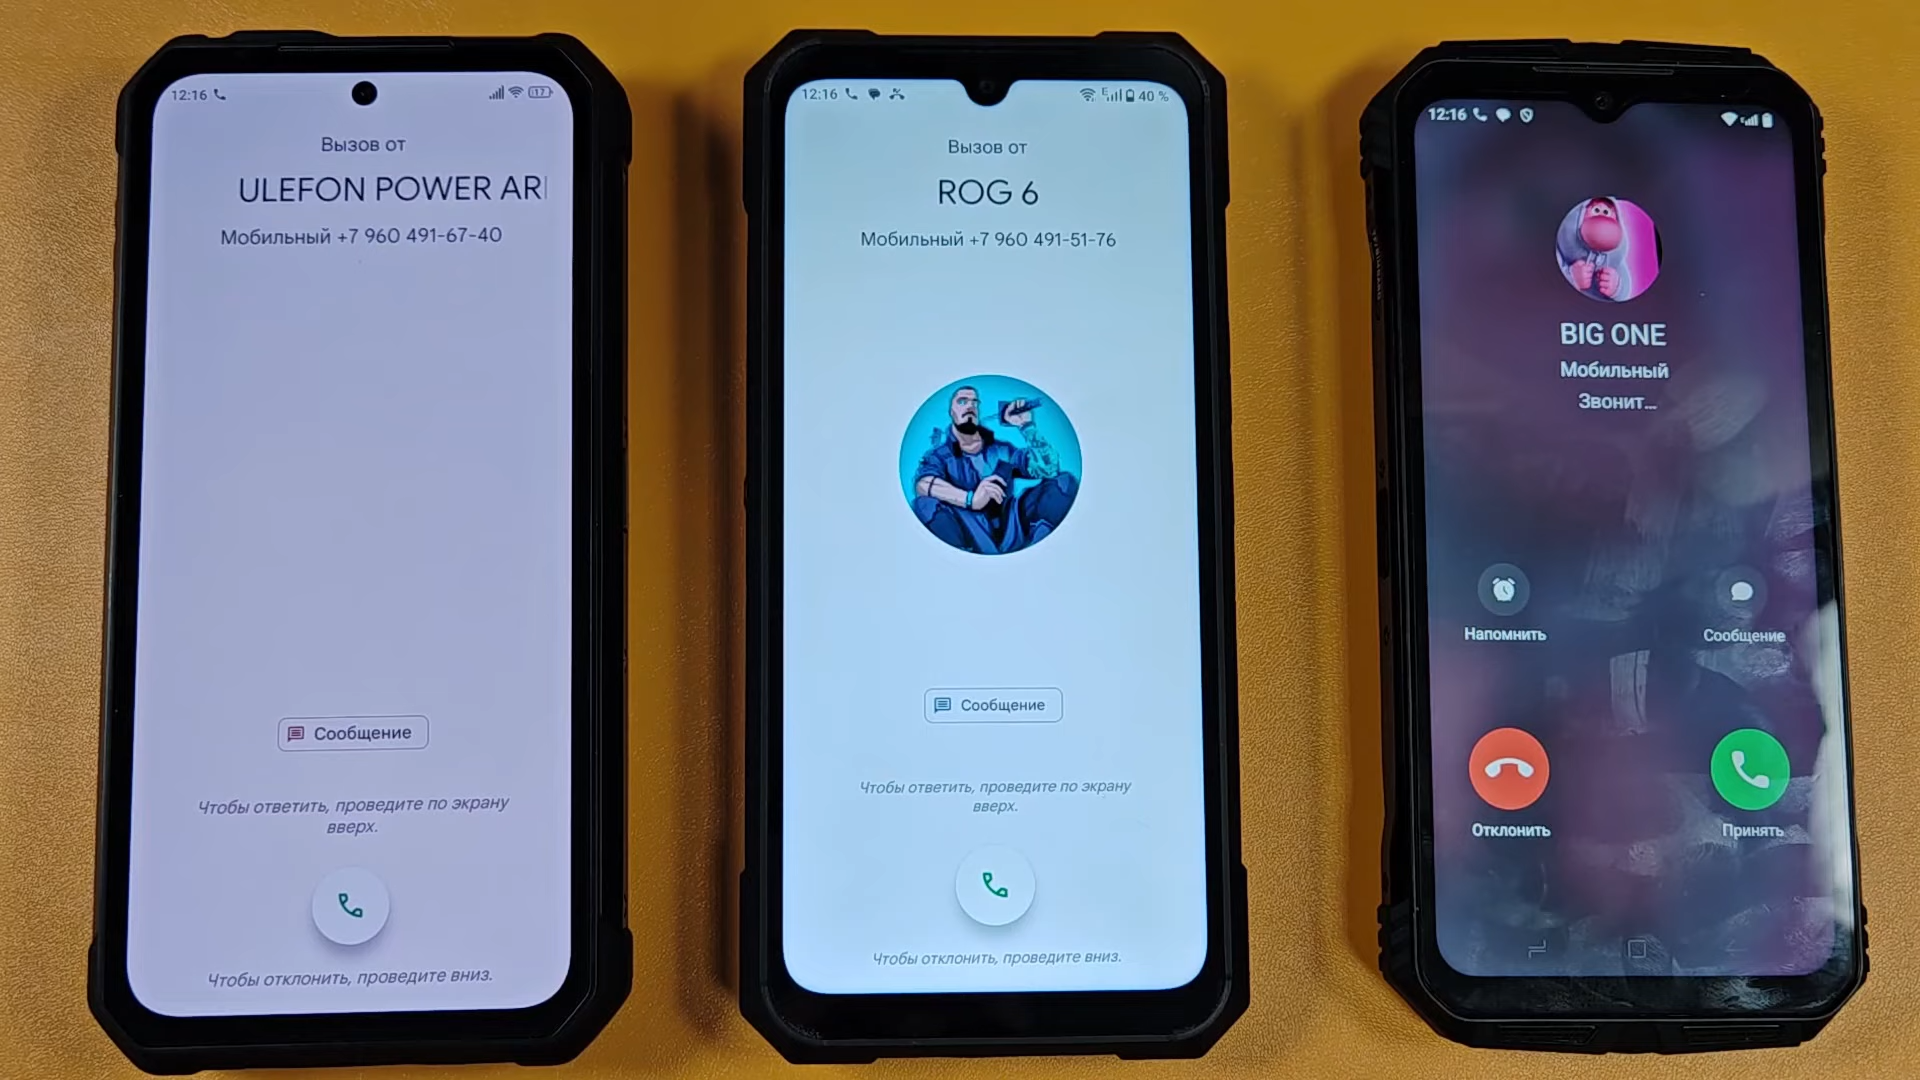 12:16
17
Вызов от
ULEFON POWER AR
Мобильный +7 960 491-67-40
Сообщение
Чтобы ответить, проведите по экрану
вверх.
Чтобы отклонить, проведите вниз.
12:16
E
40 %
Вызов от
ROG 6
Мобильный +7 960 491-51-76
Сообщение
Чтобы ответить, проведите по экрану
вверх.
Чтобы отклонить, проведите вниз.
12:16
BIG ONE
Мобильный
Звонит...
Напомнить
Сообщение
Отклонить
Принять